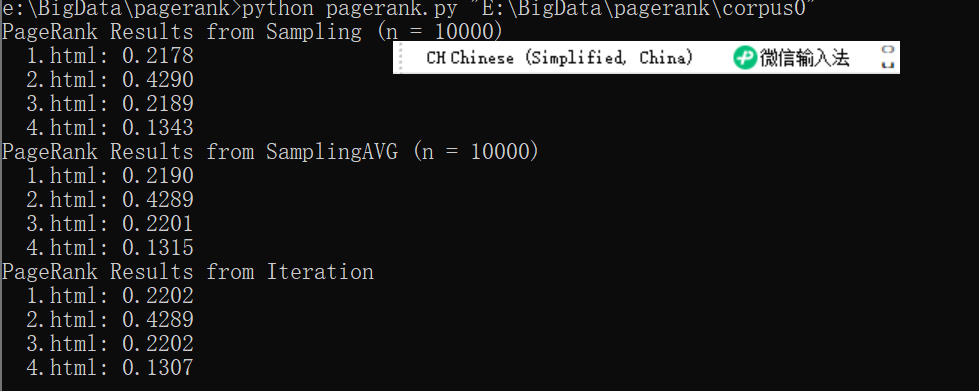 e:\BigData\pagerank>python pagerank.py "E:\BigData\pagerank\corpus0"
PageRank Results from Sampling (n = 10000)
CH Chinese (Simplified, China) 微信输入法
1.html: 0.2178
2.html: 0.4290
3.html: 0.2189
4.html: 0.1343
PageRank Results from SamplingAVG (n = 10000)
1.html: 0.2190
2.html: 0.4289
3.html: 0.2201
4.html: 0.1315
PageRank Results from Iteration
1.html: 0.2202
2.html: 0.4289
3.html: 0.2202
4.html: 0.1307